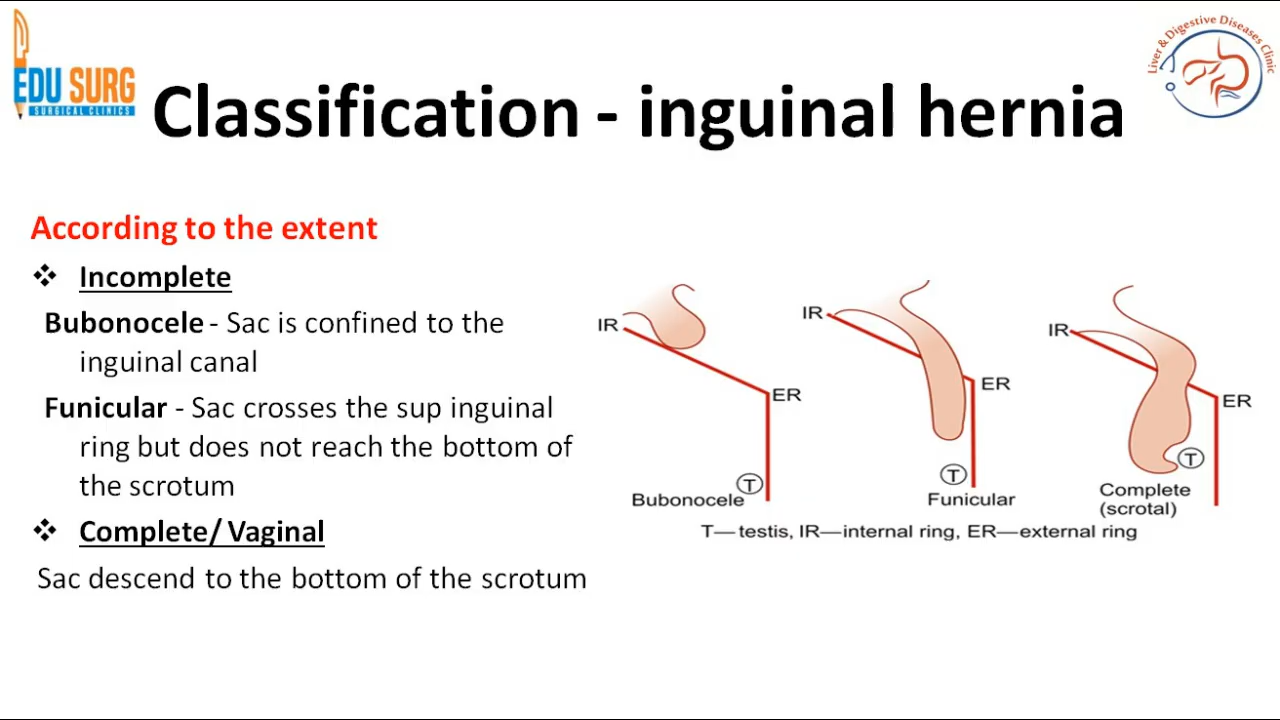 EDU SURG
SURGICAL CLINICS
Liver & Digestive Diseases Clinic
Classification - inguinal hernia
According to the extent
❖ Incomplete
Bubonocele - Sac is confined to the
inguinal canal
Funicular - Sac crosses the sup inguinal
ring but does not reach the bottom of
the scrotum
❖ Complete/ Vaginal
Sac descend to the bottom of the scrotum
IR
ER
T
Bubonocele
IR
ER
T
Funicular
IR
ER
T
Complete
(scrotal)
T—testis, IR—internal ring, ER—external ring